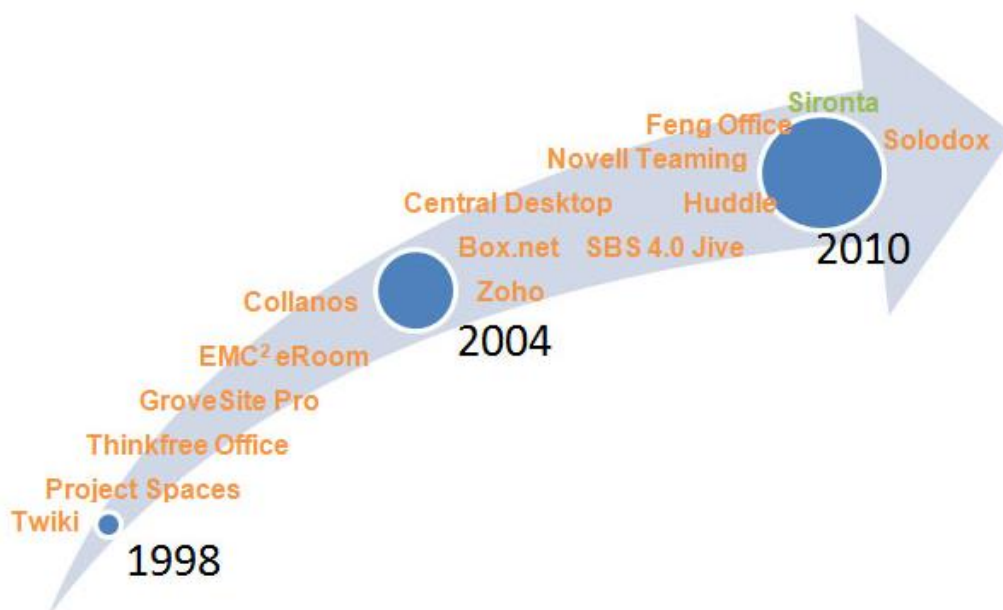 Sironta
Feng Office
Solodox
Novell Teaming
Central Desktop
Huddle
2010
Box.net
SBS 4.0 Jive
Collanos
Zoho
2004
EMC² eRoom
GroveSite Pro
Thinkfree Office
Project Spaces
Twiki
1998